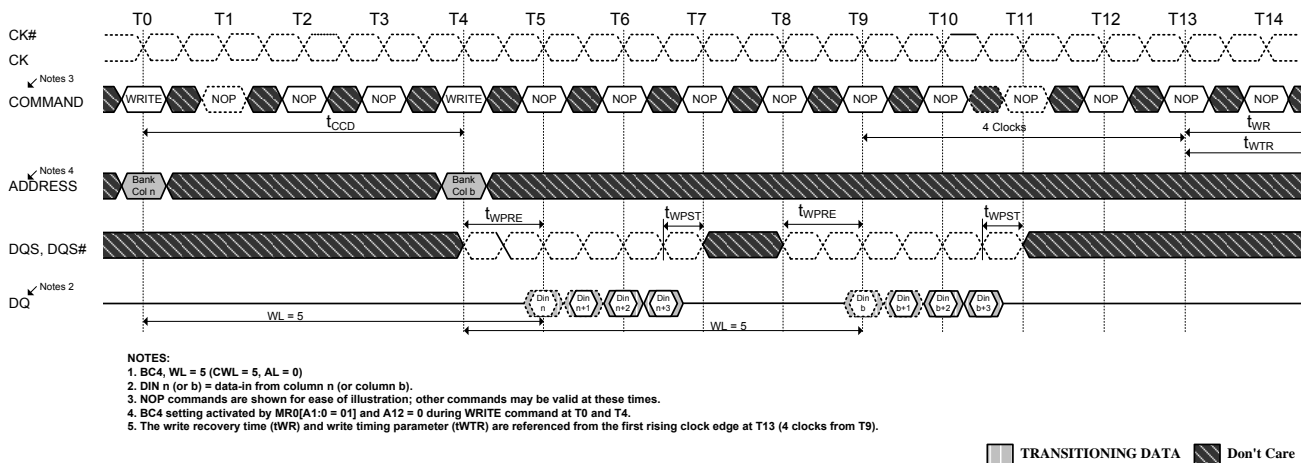 T0 T1 T2 T3 T4 T5 T6 T7 T8 T9 T10 T11 T12 T13 T14
CK#
CK
Notes 3
COMMAND WRITE NOP NOP NOP WRITE NOP NOP NOP NOP NOP NOP NOP NOP NOP NOP
tCCD 4 Clocks tWR
tWTR
Notes 4
ADDRESS Bank Col n Bank Col b
tWPRE tWPST tWPRE tWPST
DQS, DQS#
Notes 2
DQ Din n Din n+1 Din n+2 Din n+3 Din b Din b+1 Din b+2 Din b+3
WL = 5 WL = 5
NOTES:
1. BC4, WL = 5 (CWL = 5, AL = 0)
2. DIN n (or b) = data-in from column n (or column b).
3. NOP commands are shown for ease of illustration; other commands may be valid at these times.
4. BC4 setting activated by MR0[A1:0 = 01] and A12 = 0 during WRITE command at T0 and T4.
5. The write recovery time (tWR) and write timing parameter (tWTR) are referenced from the first rising clock edge at T13 (4 clocks from T9).
TRANSITIONING DATA Don't Care